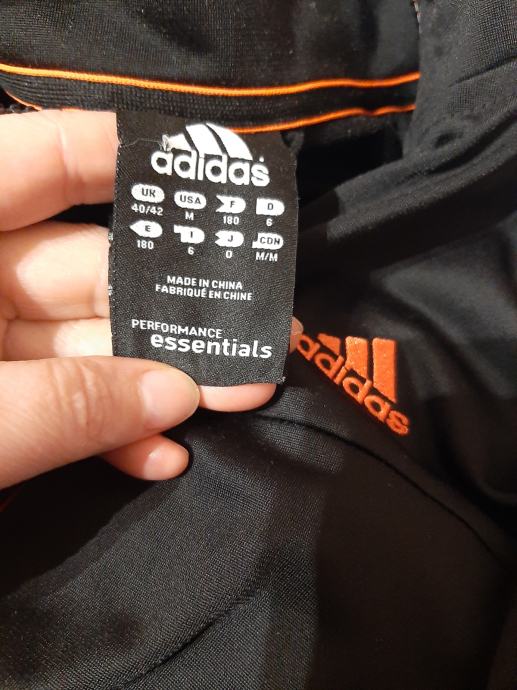 adidas
UK USA F D
40/42 M 180 6
E I J CDN
180 6 O M/M
MADE IN CHINA
FABRIQUÉ EN CHINE
PERFORMANCE
essentials
adidas